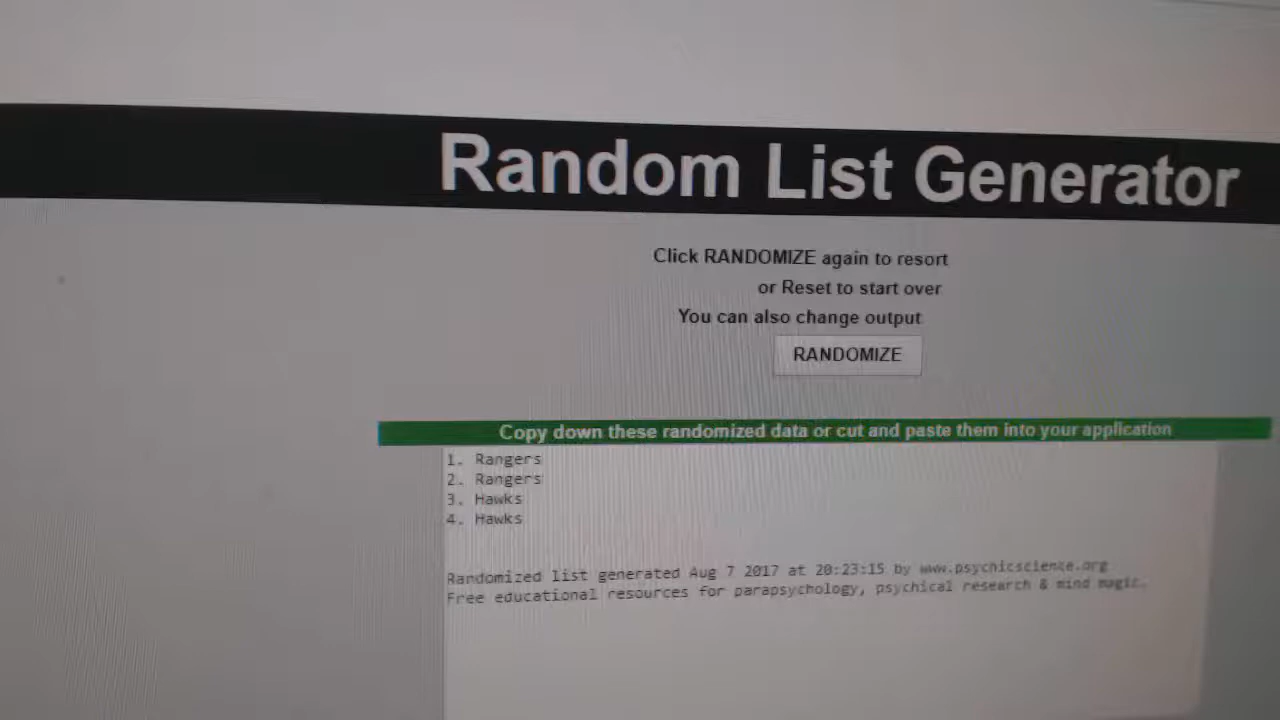 Random List Generator
Click RANDOMIZE again to resort
or Reset to start over
You can also change output
RANDOMIZE
Copy down these randomized data or cut and paste them into your application
1. Rangers
2. Rangers
3. Hawks
4. Hawks
Randomized list generated Aug 7 2017 at 20:23:15 by www.psychicscience.org
Free educational resources for parapsychology, psychical research & mind magic.